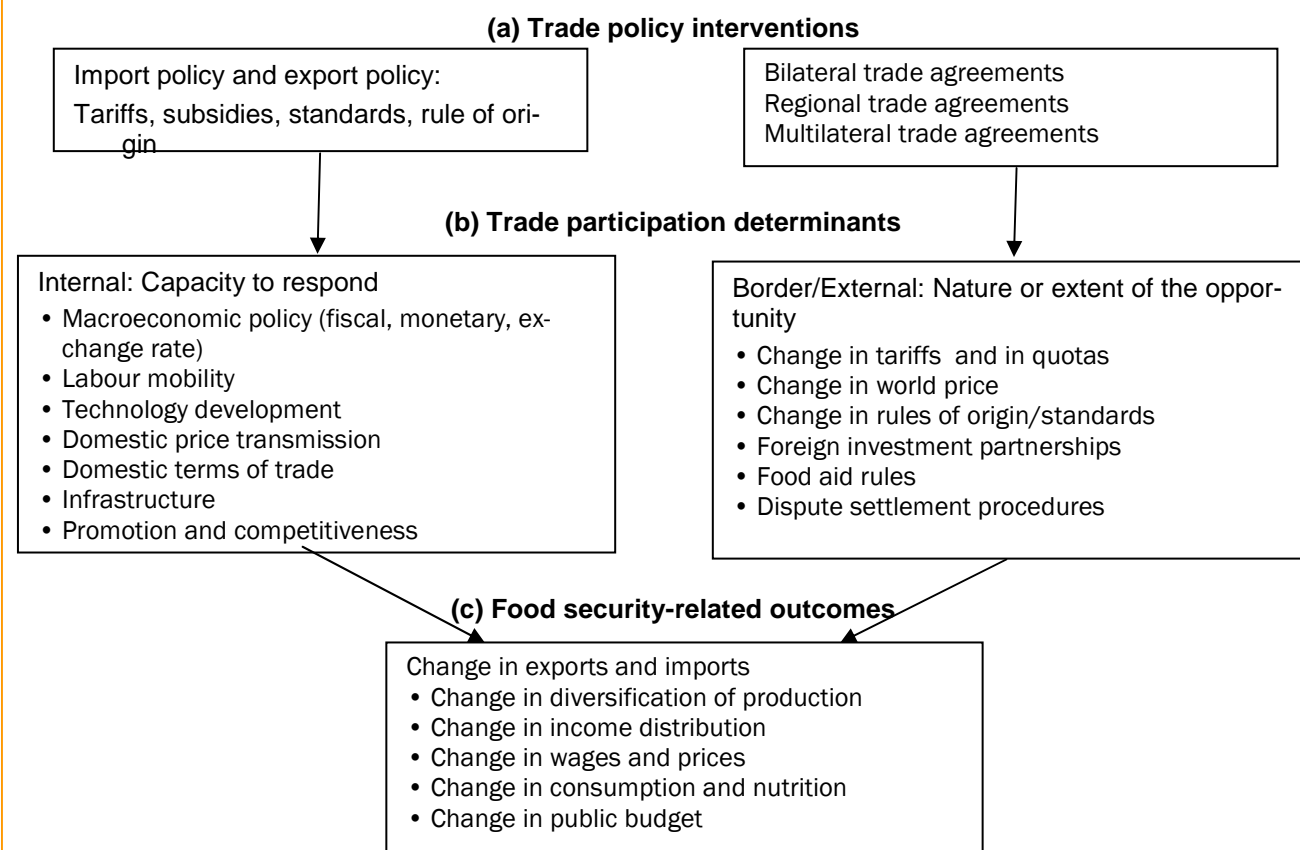 (a) Trade policy interventions
Import policy and export policy:
Tariffs, subsidies, standards, rule of ori-
gin
Bilateral trade agreements
Regional trade agreements
Multilateral trade agreements
(b) Trade participation determinants
Internal: Capacity to respond
• Macroeconomic policy (fiscal, monetary, ex-
change rate)
• Labour mobility
• Technology development
• Domestic price transmission
• Domestic terms of trade
• Infrastructure
• Promotion and competitiveness
Border/External: Nature or extent of the oppor-
tunity
• Change in tariffs and in quotas
• Change in world price
• Change in rules of origin/standards
• Foreign investment partnerships
• Food aid rules
• Dispute settlement procedures
(c) Food security-related outcomes
Change in exports and imports
• Change in diversification of production
• Change in income distribution
• Change in wages and prices
• Change in consumption and nutrition
• Change in public budget